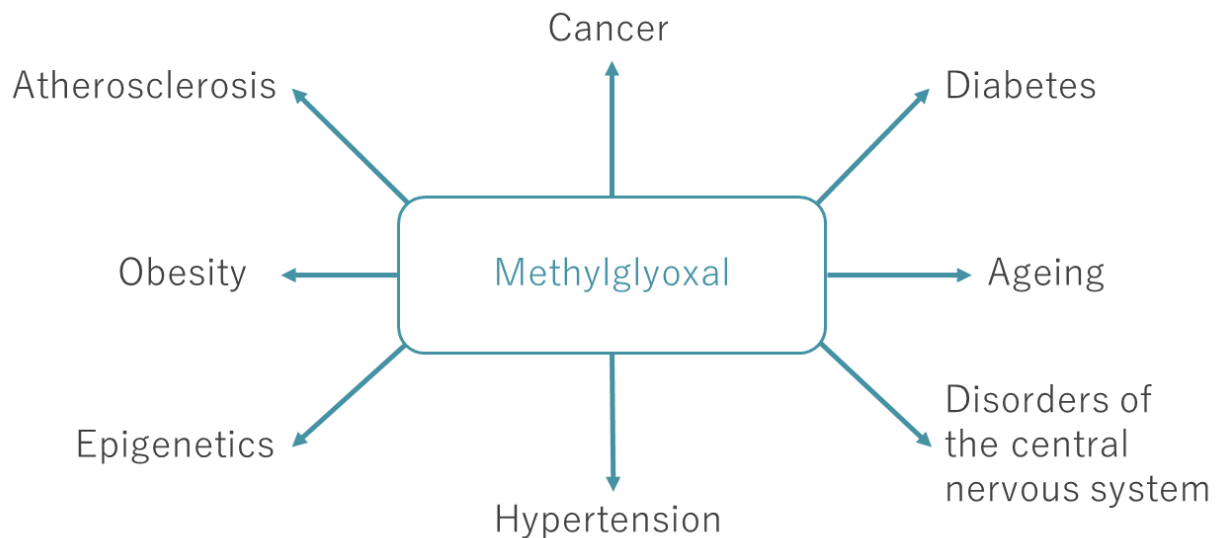 Cancer
Atherosclerosis
Diabetes
Obesity
Methylglyoxal
Ageing
Epigenetics
Disorders of
the central
nervous system
Hypertension